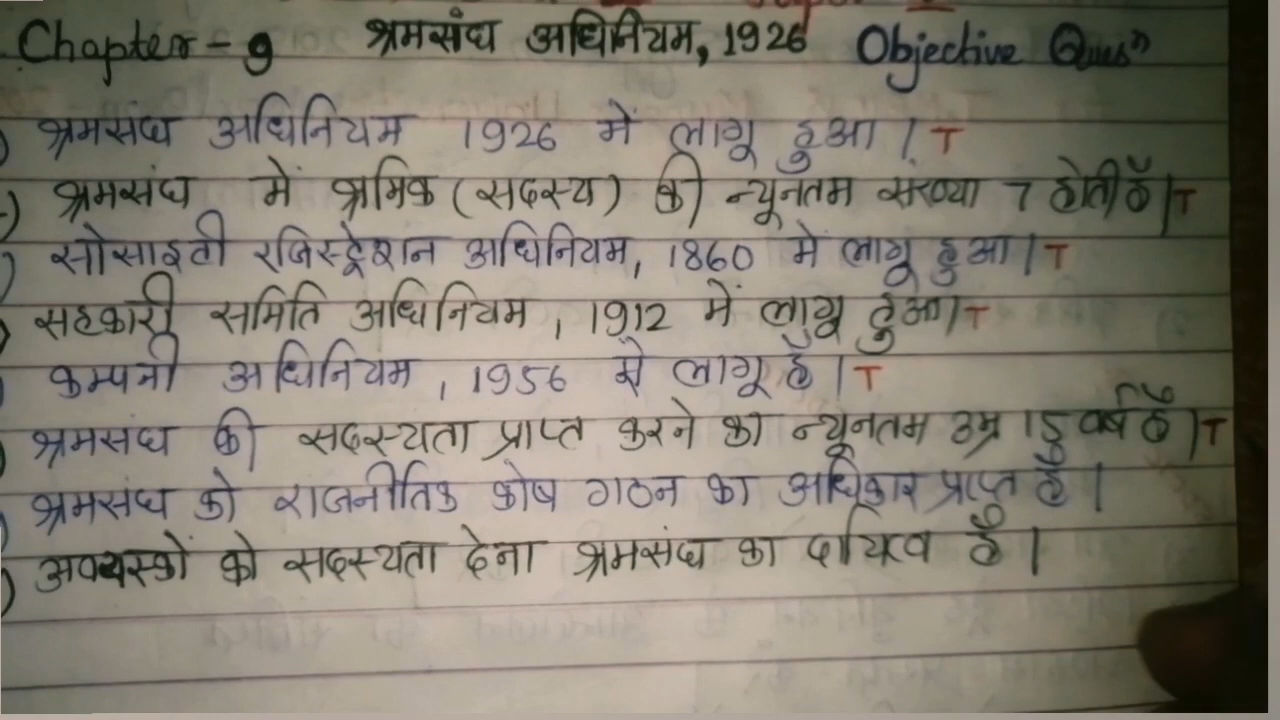 Chapter - 9 श्रमसंघ अधिनियम, 1926 Objective Quesⁿ
) श्रमसंघ अधिनियम 1926 में लागू हुआ । T
) श्रमसंघ में श्रमिक (सदस्य) की न्यूनतम संख्या 7 होती है । T
) सोसाइटी रजिस्ट्रेशन अधिनियम, 1860 में लागू हुआ । T
) सहकारी समिति अधिनियम, 1912 में लागू हुआ । T
) कम्पनी अधिनियम, 1956 से लागू है । T
) श्रमसंघ की सदस्यता प्राप्त करने का न्यूनतम उम्र 15 वर्ष है । T
) श्रमसंघ को राजनीतिक कोष गठन का अधिकार प्राप्त है ।
) अवयस्कों को सदस्यता देना श्रमसंघ का दायित्व है ।